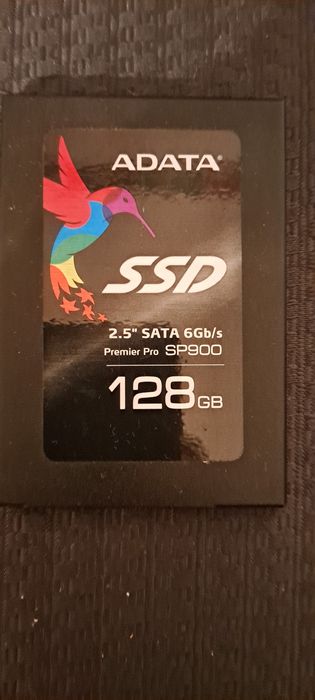 ADATA®
SSD
2.5" SATA 6Gb/s
Premier Pro SP900
128GB